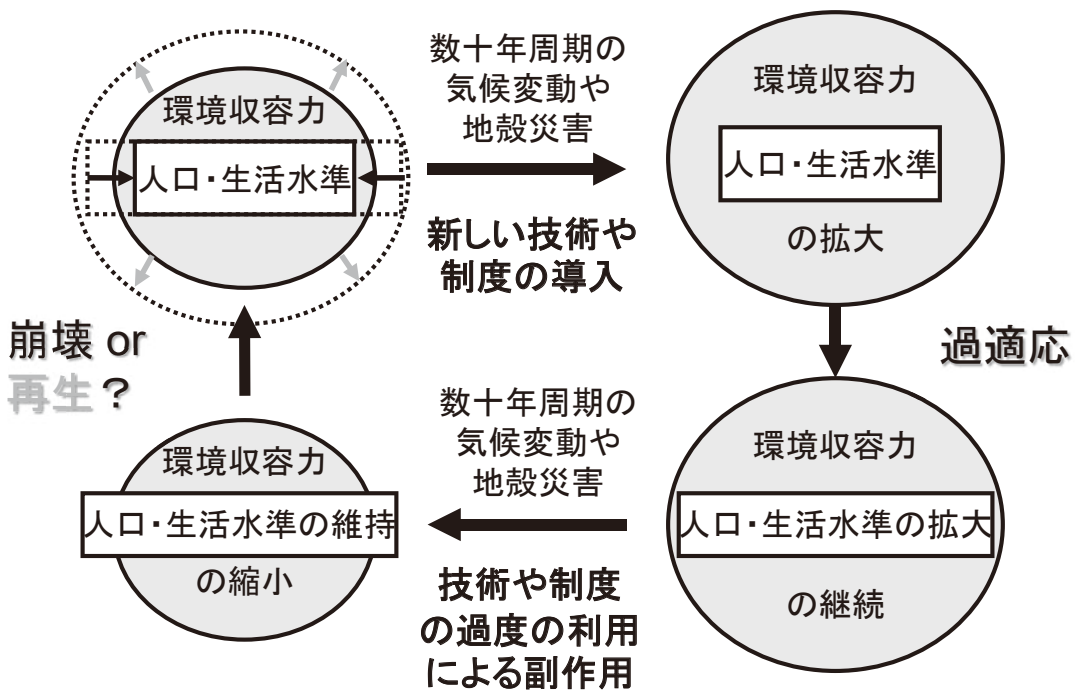 環境収容力
人口・生活水準
数十年周期の
気候変動や
地殻災害
新しい技術や
制度の導入
環境収容力
人口・生活水準
の拡大
過適応
環境収容力
人口・生活水準の拡大
の継続
数十年周期の
気候変動や
地殻災害
技術や制度
の過度の利用
による副作用
環境収容力
人口・生活水準の維持
の縮小
崩壊 or
再生？